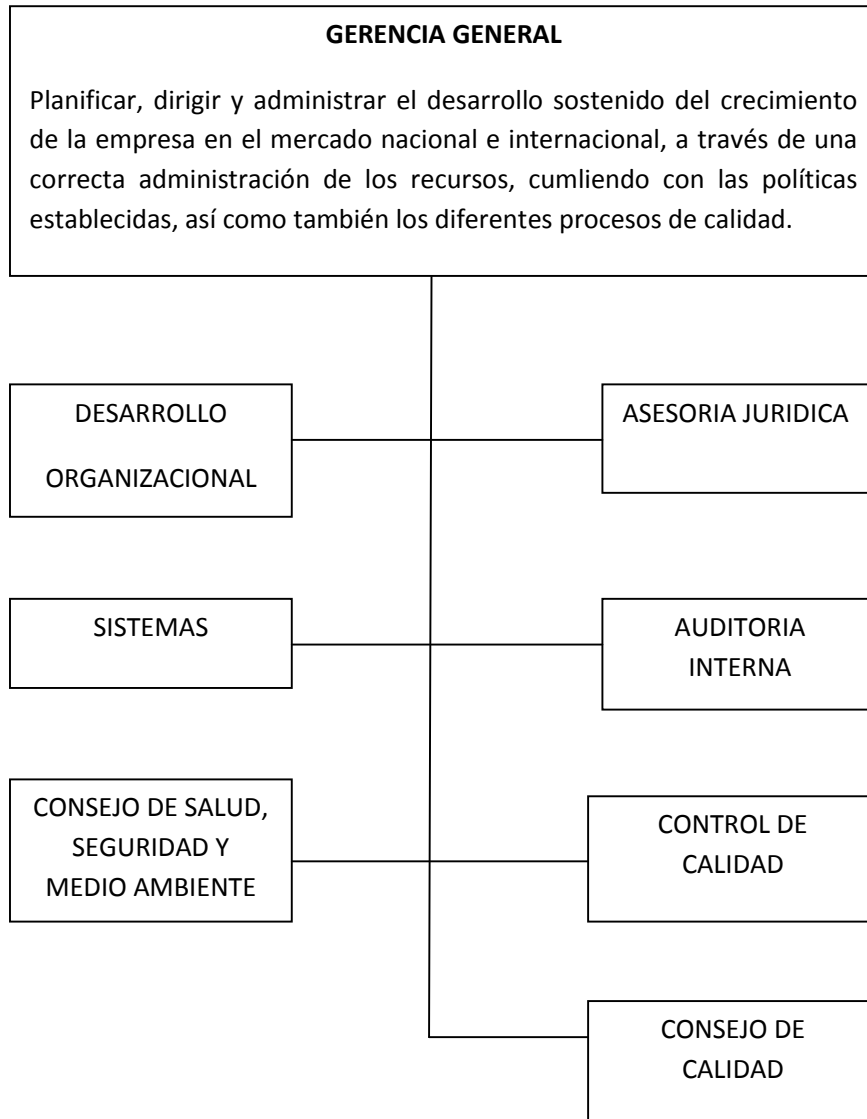 GERENCIA GENERAL
Planificar, dirigir y administrar el desarrollo sostenido del crecimiento
de la empresa en el mercado nacional e internacional, a través de una
correcta administración de los recursos, cumliendo con las políticas
establecidas, así como también los diferentes procesos de calidad.
DESARROLLO
ORGANIZACIONAL
ASESORIA JURIDICA
SISTEMAS
AUDITORIA
INTERNA
CONSEJO DE SALUD,
SEGURIDAD Y
MEDIO AMBIENTE
CONTROL DE
CALIDAD
CONSEJO DE
CALIDAD